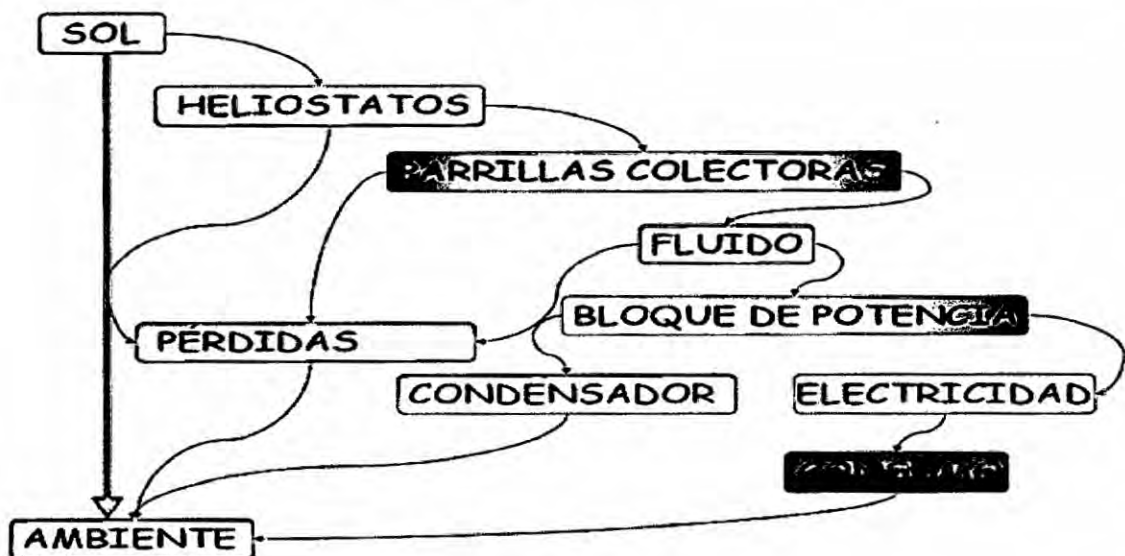 SOL
HELIOSTATOS
PARRILLAS COLECTORAS
FLUIDO
BLOQUE DE POTENCIA
PÉRDIDAS
CONDENSADOR
ELECTRICIDAD
AMBIENTE